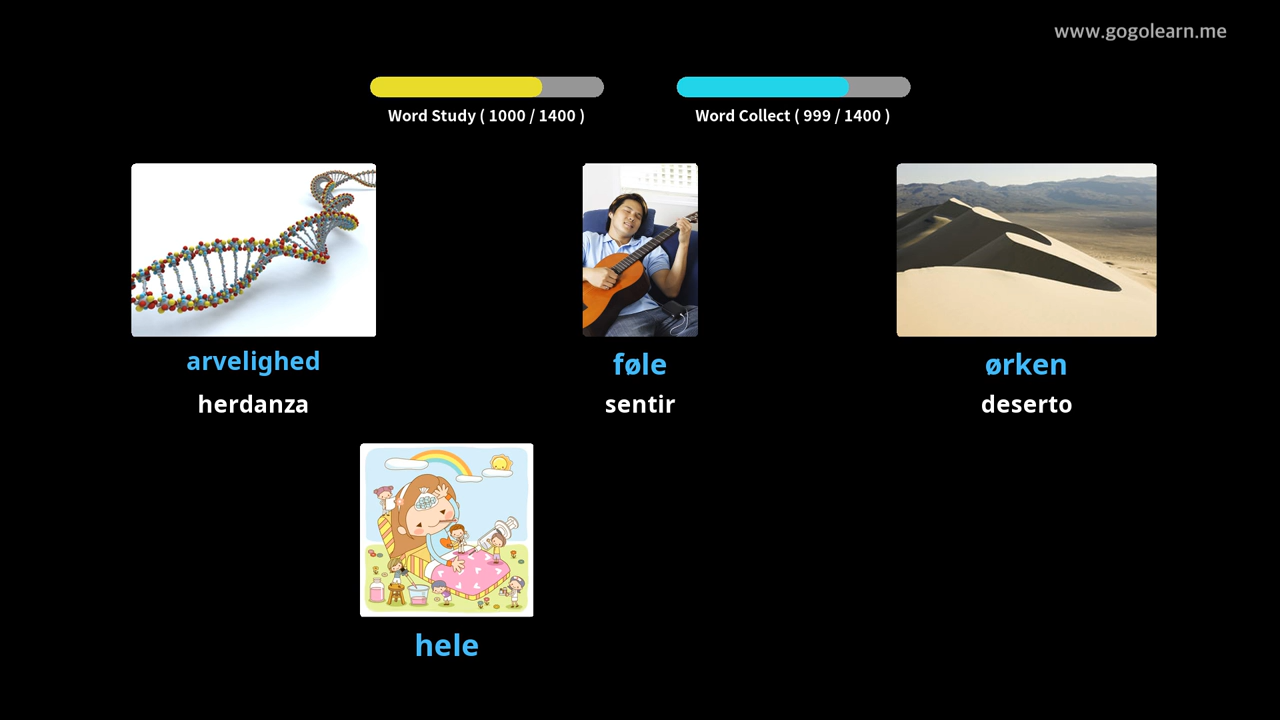 www.gogolearn.me
Word Study ( 1000 / 1400 )
Word Collect ( 999 / 1400 )
arvelighed
føle
ørken
herdanza
sentir
deserto
hele